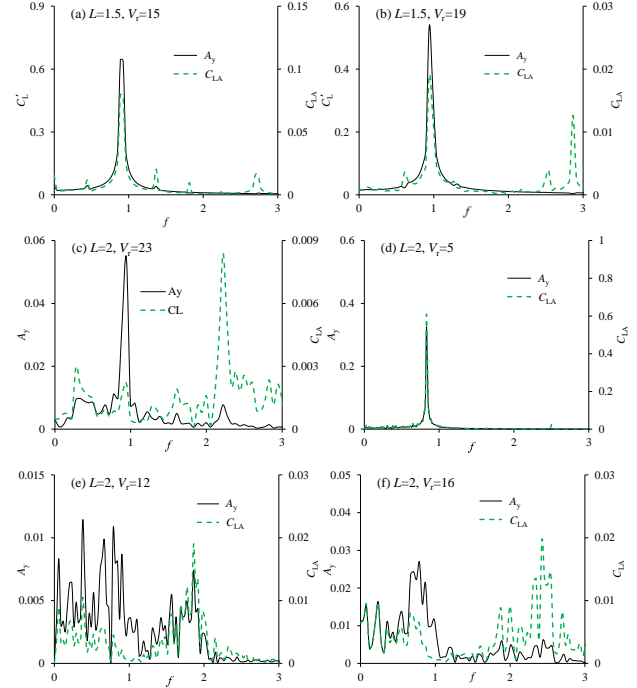 (a) L=1.5, Vr=15
0.9
0.6
0.3
0
C'L
0.15
0.1
0.05
0
CLA
Ay
CLA
0
1
2
3
f
(b) L=1.5, Vr=19
0.6
0.4
0.2
0
C'L
0.03
0.02
0.01
0
CLA
Ay
CLA
0
1
2
3
f
(c) L=2, Vr=23
0.06
0.04
0.02
0
Ay
0.009
0.006
0.003
0
CLA
Ay
CL
0
1
2
3
f
(d) L=2, Vr=5
0.6
0.4
0.2
0
Ay
1
0.8
0.6
0.4
0.2
0
CLA
Ay
CLA
0
1
2
3
f
(e) L=2, Vr=12
0.015
0.01
0.005
0
Ay
0.03
0.02
0.01
0
CLA
Ay
CLA
0
1
2
3
f
(f) L=2, Vr=16
0.05
0.04
0.03
0.02
0.01
0
Ay
0.03
0.02
0.01
0
CLA
Ay
CLA
0
1
2
3
f